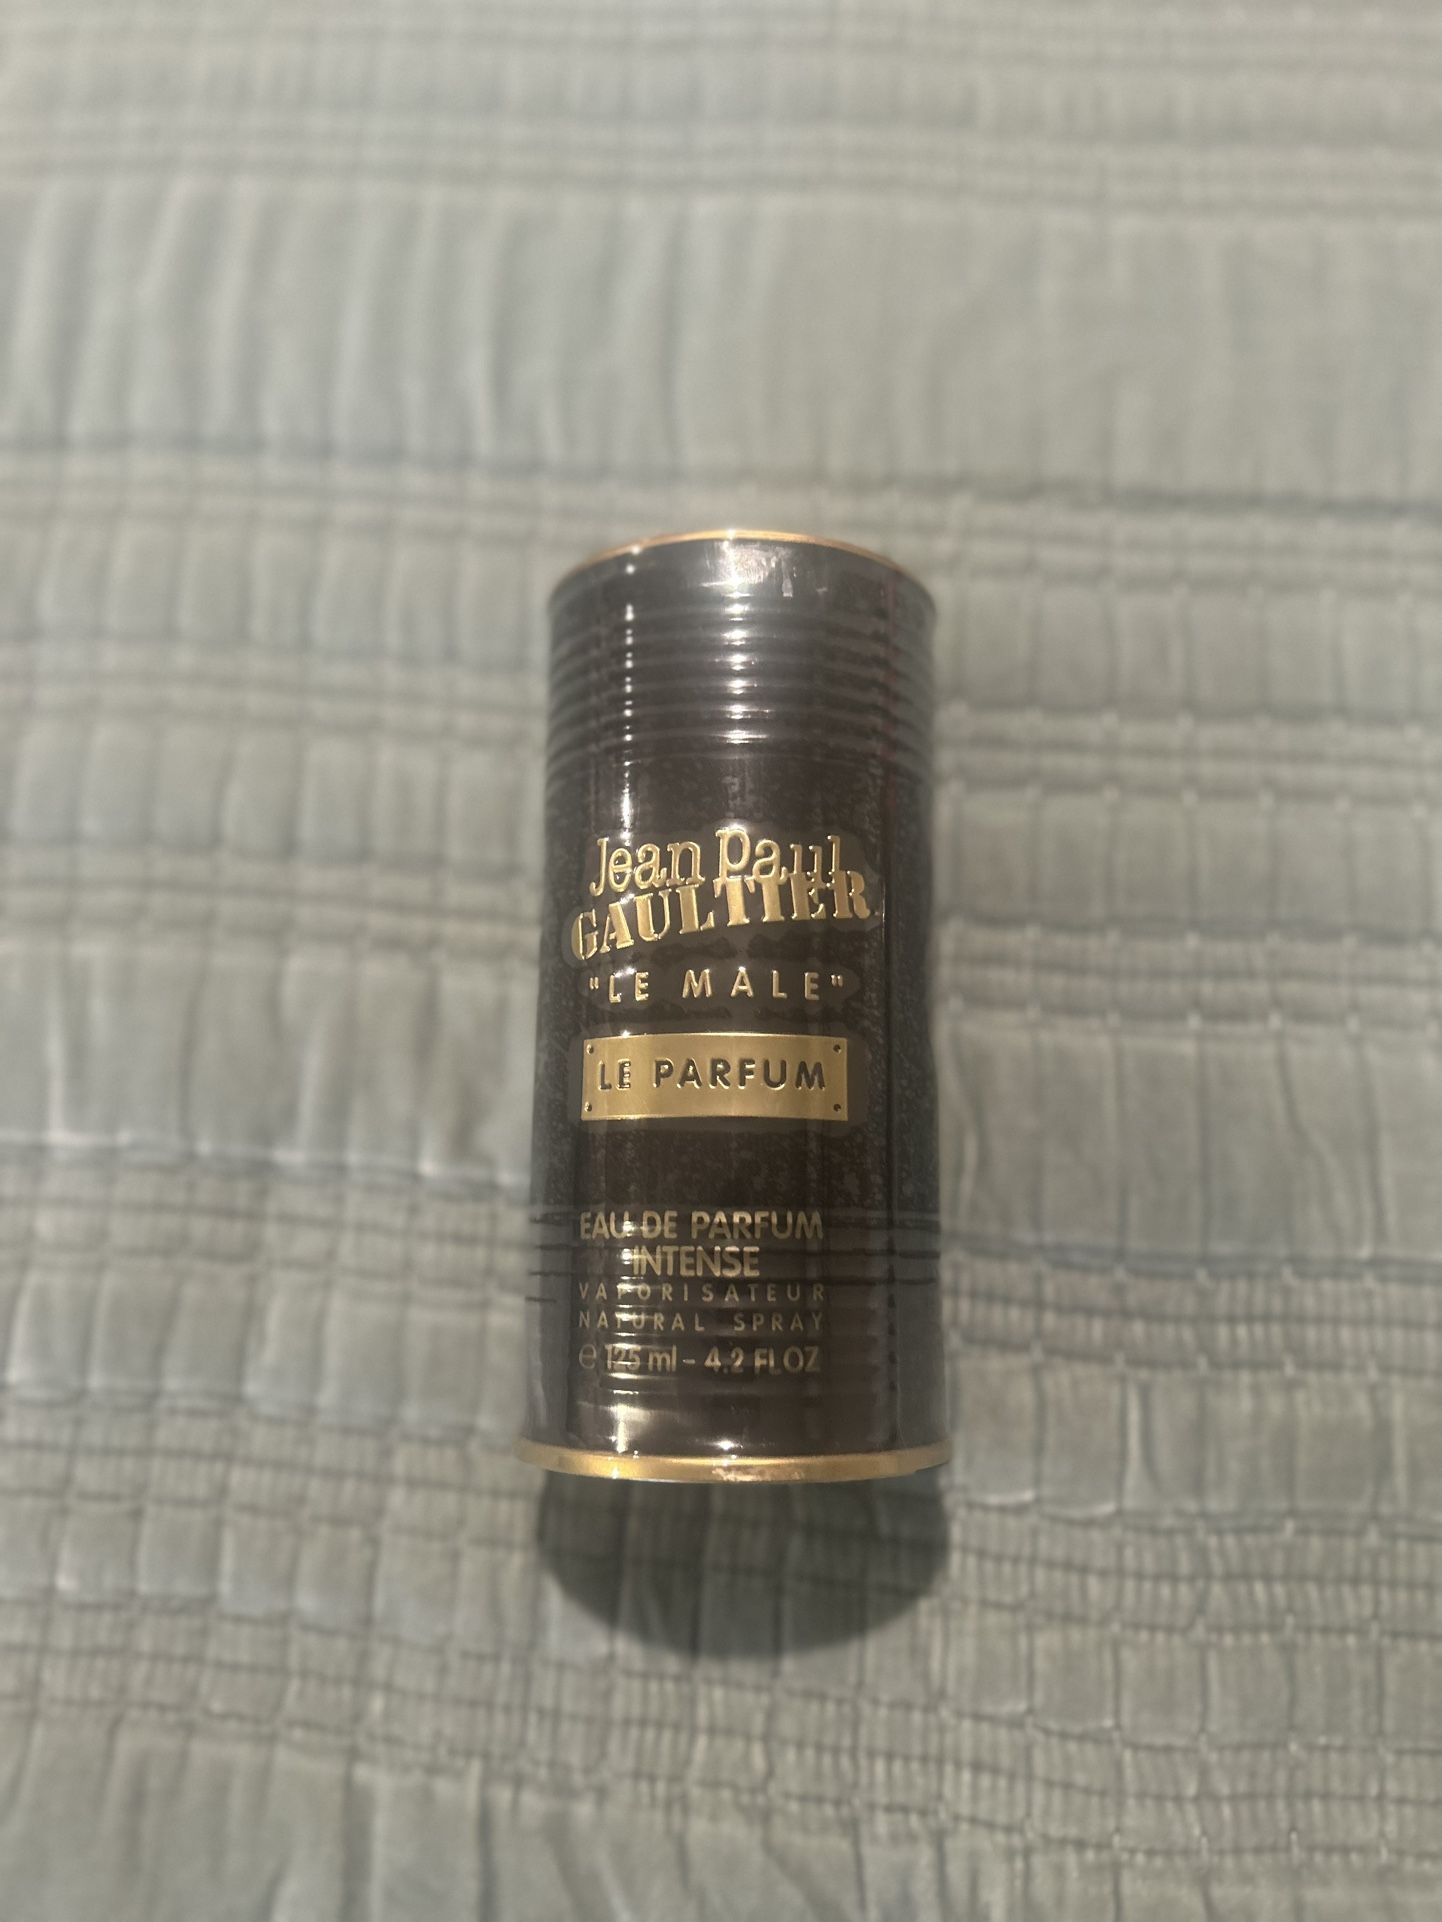 Jean Paul
GAULTIER
"LE MALE"
LE PARFUM
EAU DE PARFUM
INTENSE
VAPORISATEUR
NATURAL SPRAY
℮ 125 ml - 4.2 Fl OZ